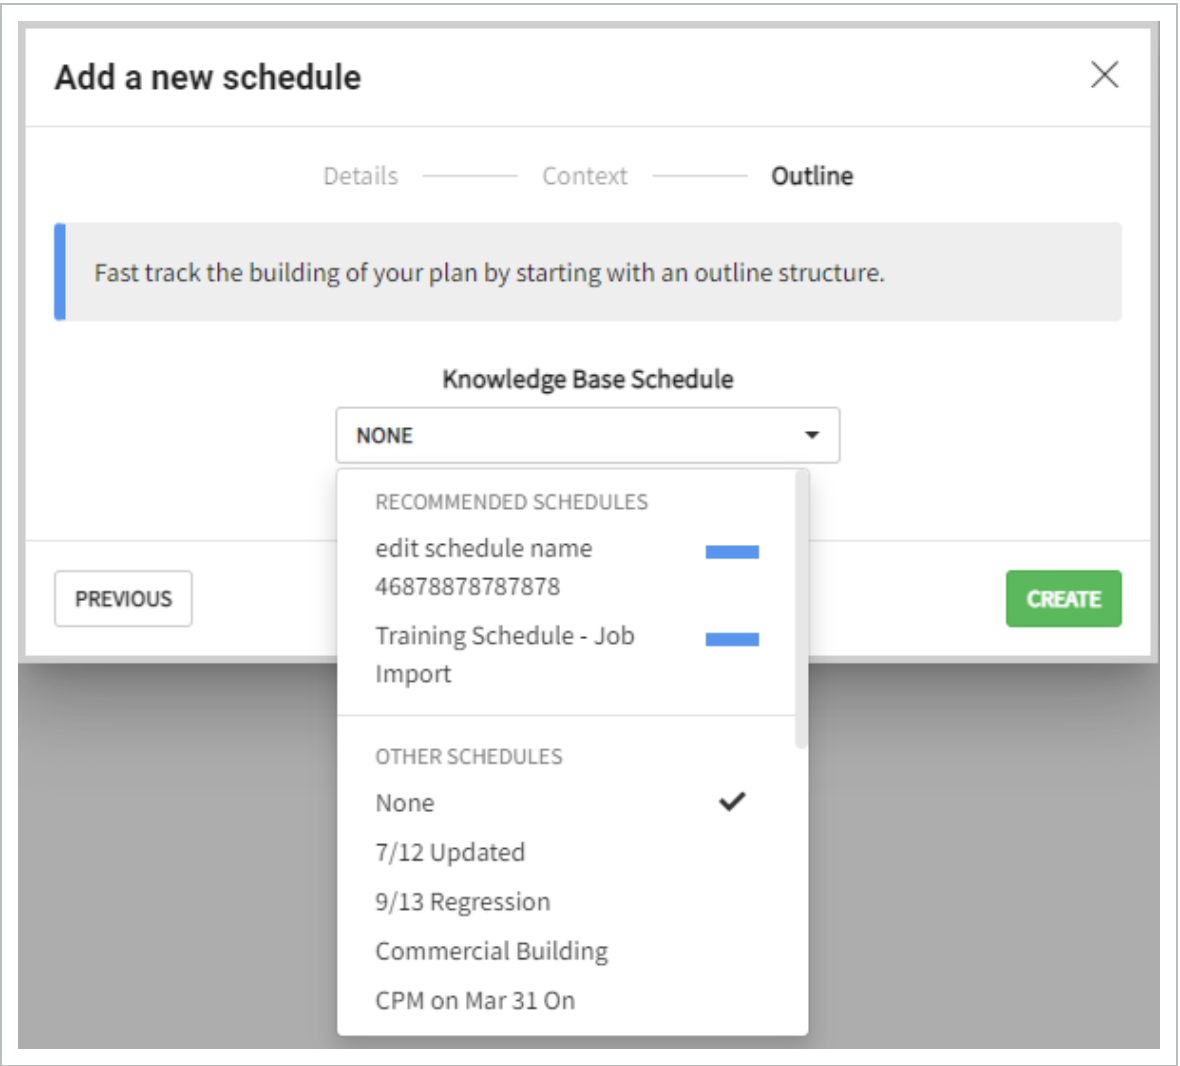 Add a new schedule
Details
Context
Outline
Fast track the building of your plan by starting with an outline structure.
Knowledge Base Schedule
NONE
RECOMMENDED SCHEDULES
edit schedule name
46878878787878
Training Schedule - Job
Import
OTHER SCHEDULES
None
7/12 Updated
9/13 Regression
Commercial Building
CPM on Mar 31 On
PREVIOUS
CREATE